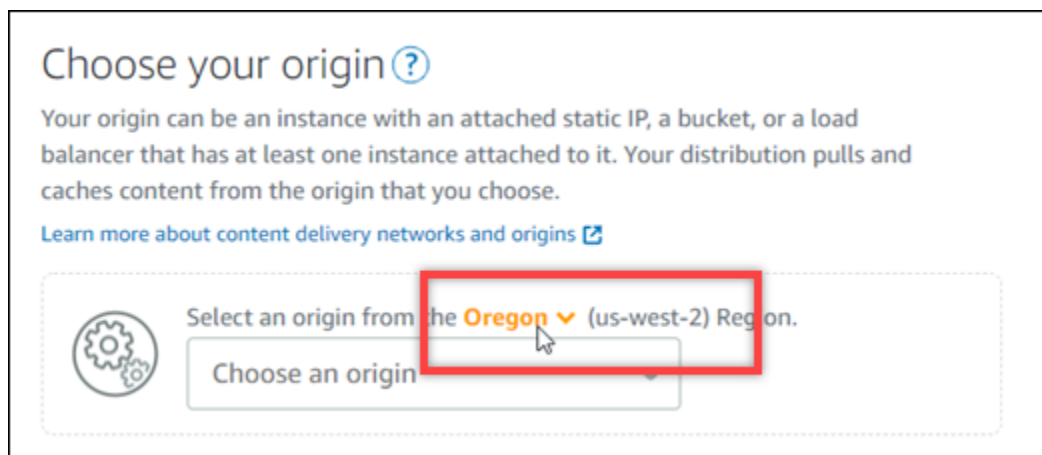 Choose your origin ?
Your origin can be an instance with an attached static IP, a bucket, or a load
balancer that has at least one instance attached to it. Your distribution pulls and
caches content from the origin that you choose.
Learn more about content delivery networks and origins
Select an origin from the Oregon (us-west-2) Region.
Choose an origin